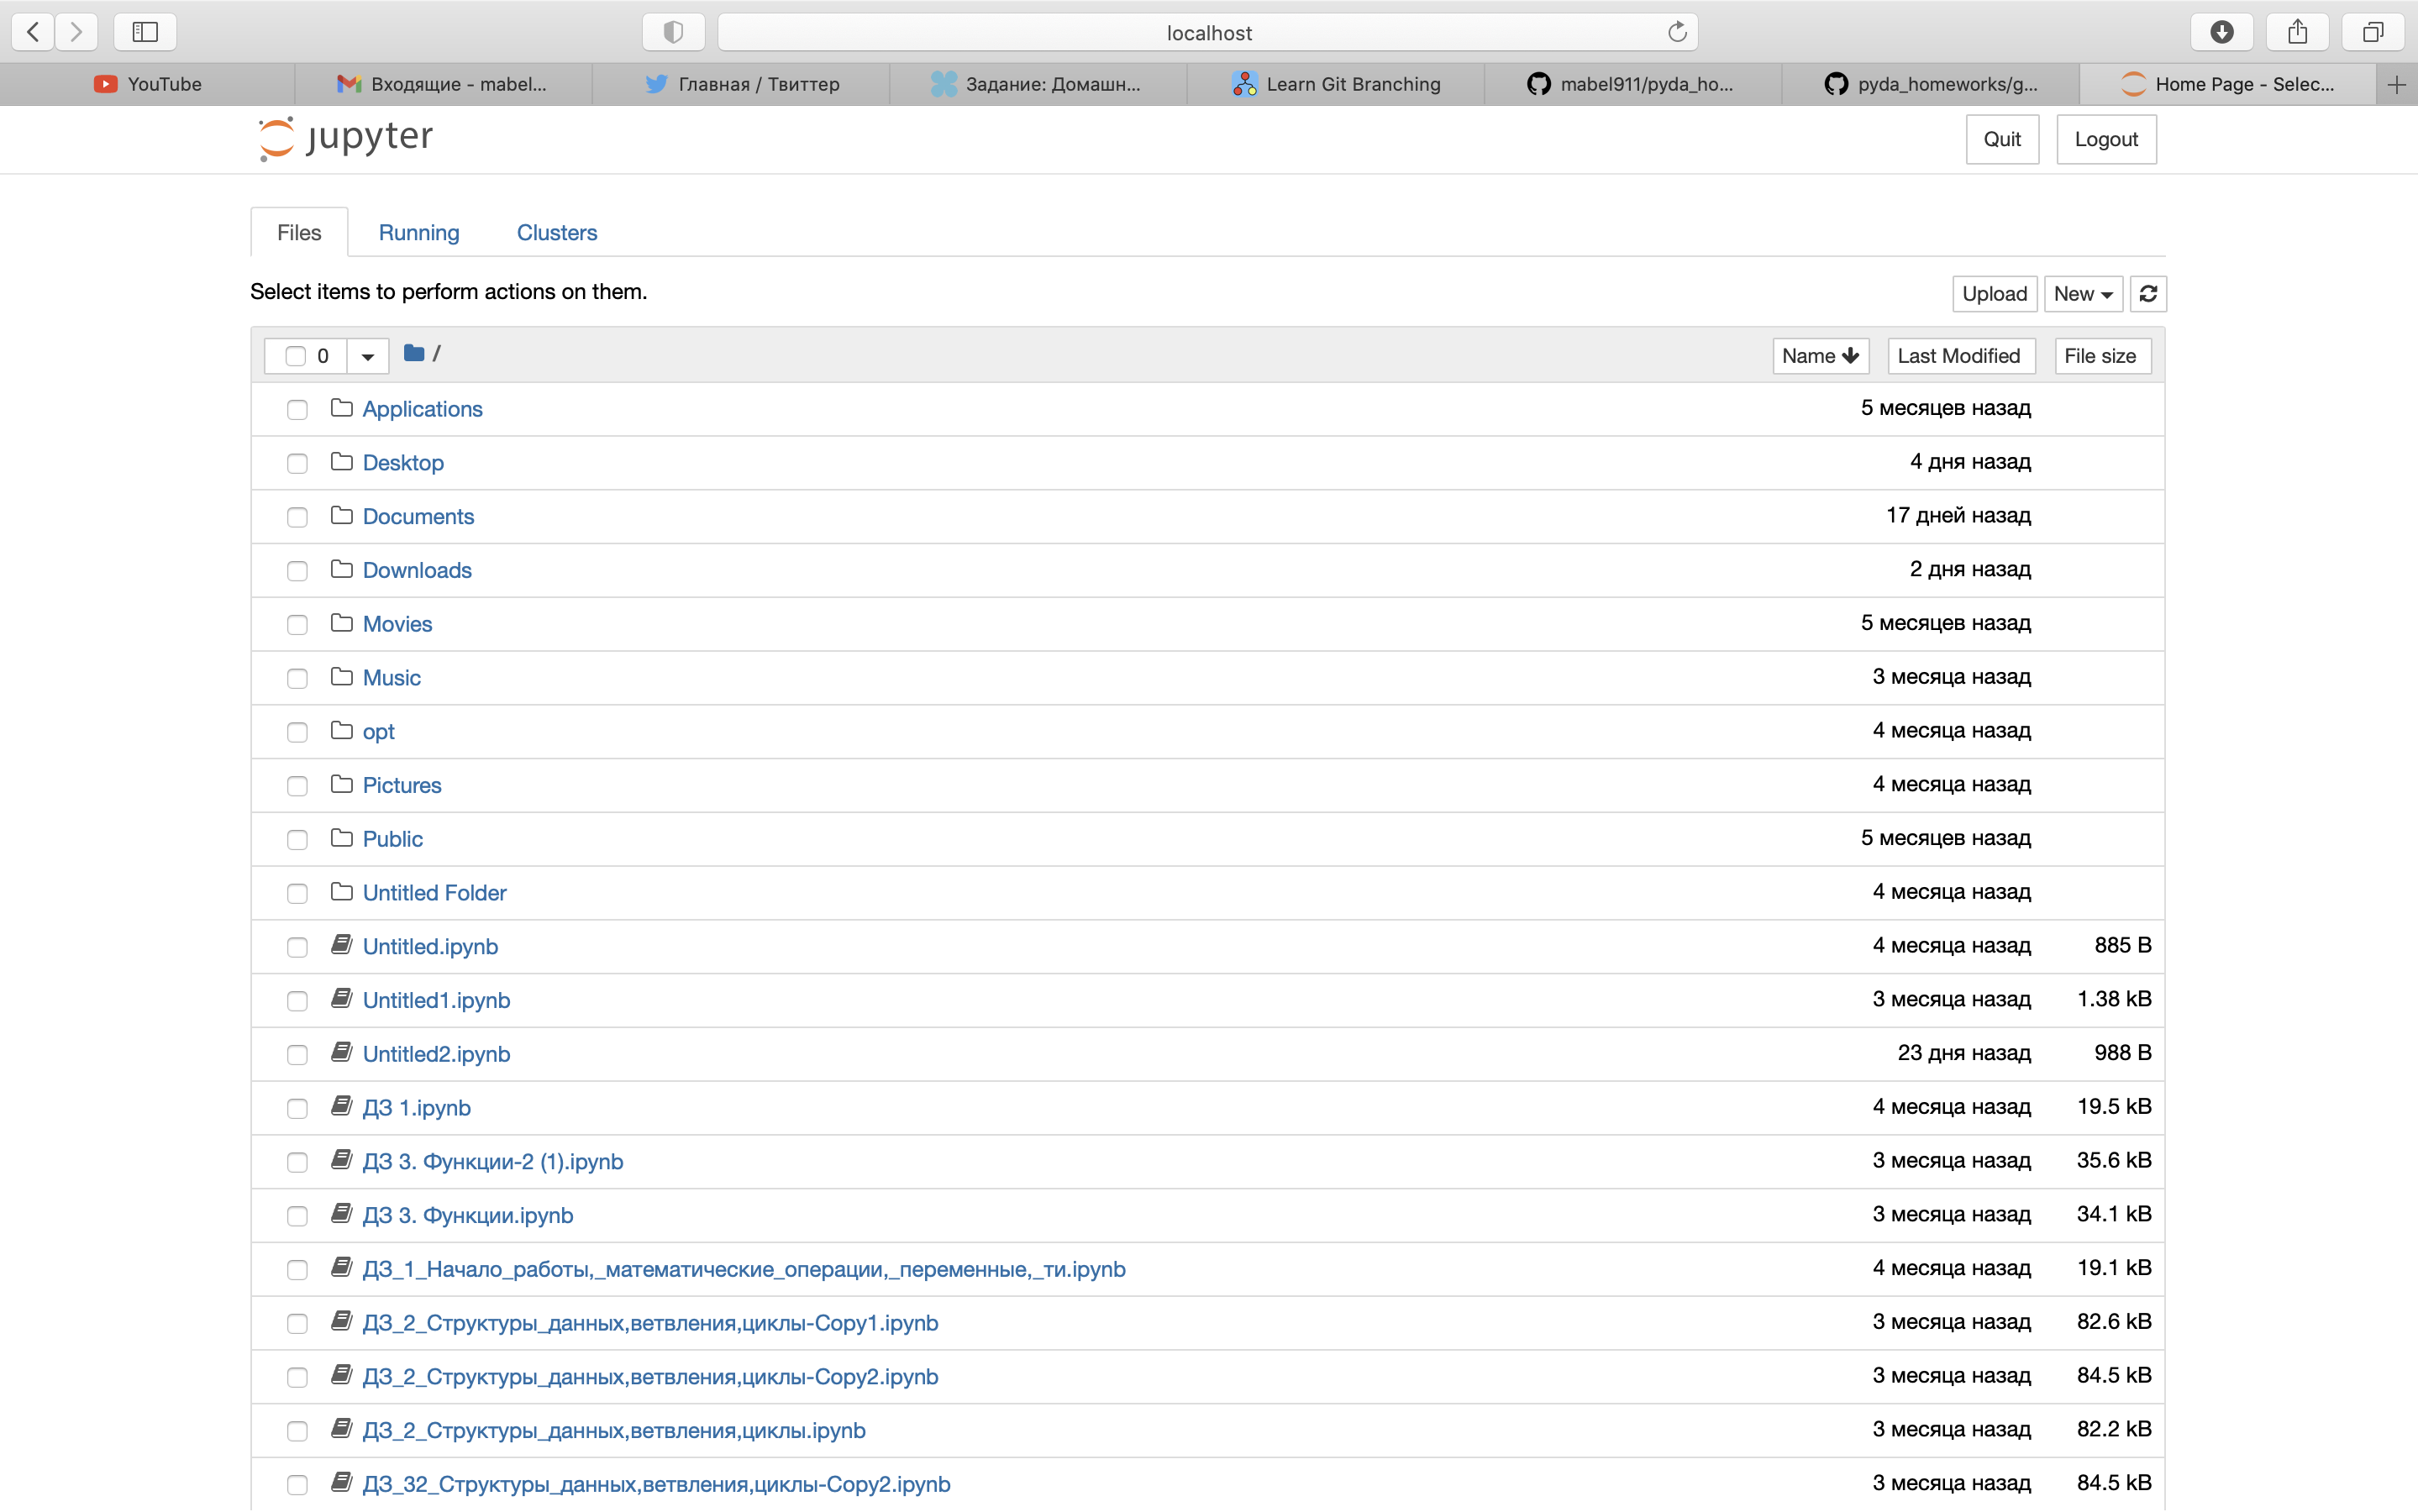 localhost
YouTube
Входящие - mabel...
Главная / Твиттер
Задание: Домашн...
Learn Git Branching
mabel911/pyda_ho...
pyda_homeworks/g...
Home Page - Selec...
jupyter
Quit
Logout
Files
Running
Clusters
Select items to perform actions on them.
Upload
New
0
/
Name
Last Modified
File size
Applications 5 месяцев назад
Desktop 4 дня назад
Documents 17 дней назад
Downloads 2 дня назад
Movies 5 месяцев назад
Music 3 месяца назад
opt 4 месяца назад
Pictures 4 месяца назад
Public 5 месяцев назад
Untitled Folder 4 месяца назад
Untitled.ipynb 4 месяца назад 885 B
Untitled1.ipynb 3 месяца назад 1.38 kB
Untitled2.ipynb 23 дня назад 988 B
ДЗ 1.ipynb 4 месяца назад 19.5 kB
ДЗ 3. Функции-2 (1).ipynb 3 месяца назад 35.6 kB
ДЗ 3. Функции.ipynb 3 месяца назад 34.1 kB
ДЗ_1_Начало_работы,_математические_операции,_переменные,_ти.ipynb 4 месяца назад 19.1 kB
ДЗ_2_Структуры_данных,ветвления,циклы-Copy1.ipynb 3 месяца назад 82.6 kB
ДЗ_2_Структуры_данных,ветвления,циклы-Copy2.ipynb 3 месяца назад 84.5 kB
ДЗ_2_Структуры_данных,ветвления,циклы.ipynb 3 месяца назад 82.2 kB
ДЗ_32_Структуры_данных,ветвления,циклы-Copy2.ipynb 3 месяца назад 84.5 kB